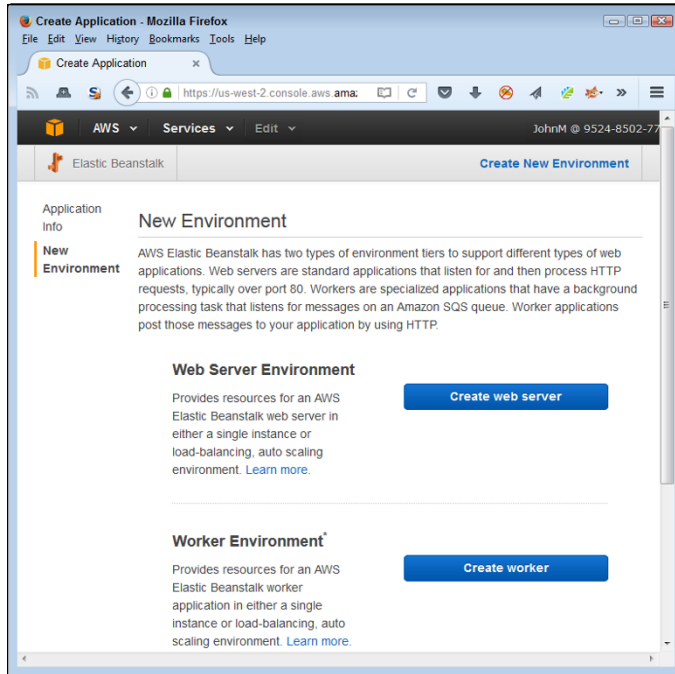 Create Application - Mozilla Firefox
File Edit View History Bookmarks Tools Help
Create Application ×
https://us-west-2.console.aws.ama:
AWS Services Edit JohnM @ 9524-8502-77
Elastic Beanstalk Create New Environment
Application
Info
New
Environment
New Environment
AWS Elastic Beanstalk has two types of environment tiers to support different types of web
applications. Web servers are standard applications that listen for and then process HTTP
requests, typically over port 80. Workers are specialized applications that have a background
processing task that listens for messages on an Amazon SQS queue. Worker applications
post those messages to your application by using HTTP.
Web Server Environment
Provides resources for an AWS
Elastic Beanstalk web server in
either a single instance or
load-balancing, auto scaling
environment. Learn more.
Create web server
Worker Environment*
Provides resources for an AWS
Elastic Beanstalk worker
application in either a single
instance or load-balancing, auto
scaling environment. Learn more.
Create worker